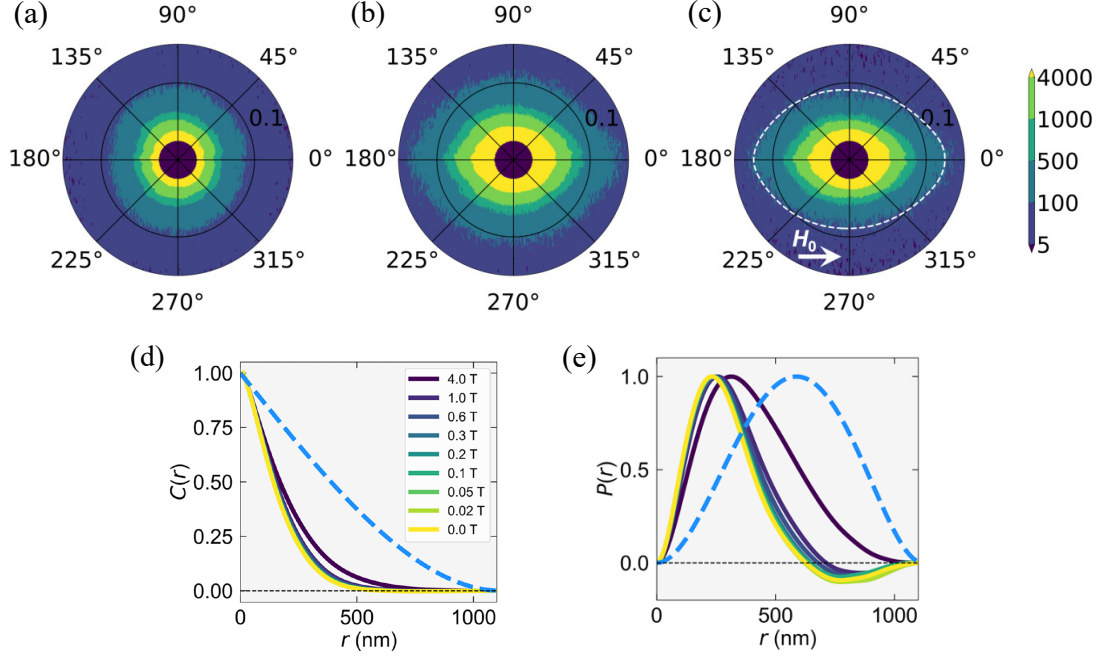 (a)
(b)
(c)
90°
90°
90°
135°
45°
135°
45°
135°
45°
0.1
0.1
0.1
180°
0°
180°
0°
180°
0°
225°
315°
225°
315°
225°
315°
270°
270°
270°
H₀
4000
1000
500
100
5
(d)
(e)
1.00
0.75
0.50
0.25
0.00
C(r)
0
500
1000
r (nm)
4.0 T
1.0 T
0.6 T
0.3 T
0.2 T
0.1 T
0.05 T
0.02 T
0.0 T
1.0
0.5
0.0
P(r)
0
500
1000
r (nm)